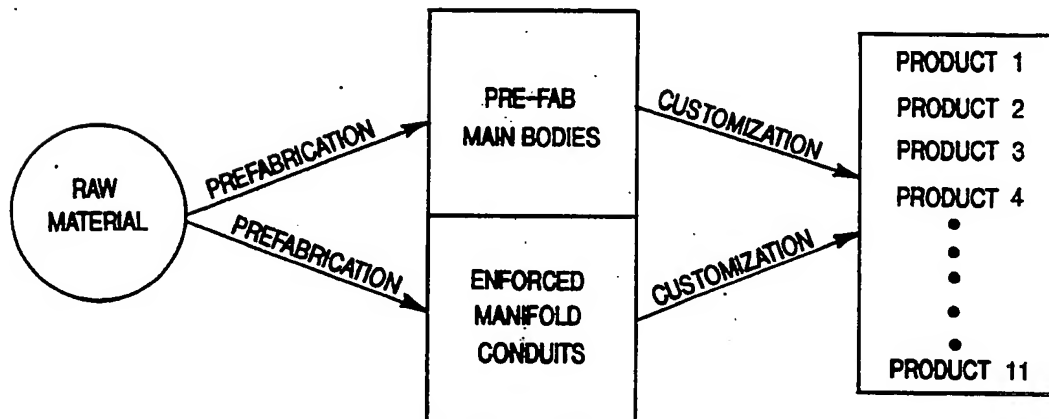 RAW
MATERIAL
PREFABRICATION
PREFABRICATION
PRE-FAB
MAIN BODIES
ENFORCED
MANIFOLD
CONDUITS
CUSTOMIZATION
CUSTOMIZATION
PRODUCT 1
PRODUCT 2
PRODUCT 3
PRODUCT 4
PRODUCT 11